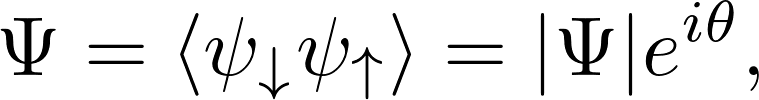 Ψ = ⟨ψ↓ψ↑⟩ = |Ψ|e^{iθ},